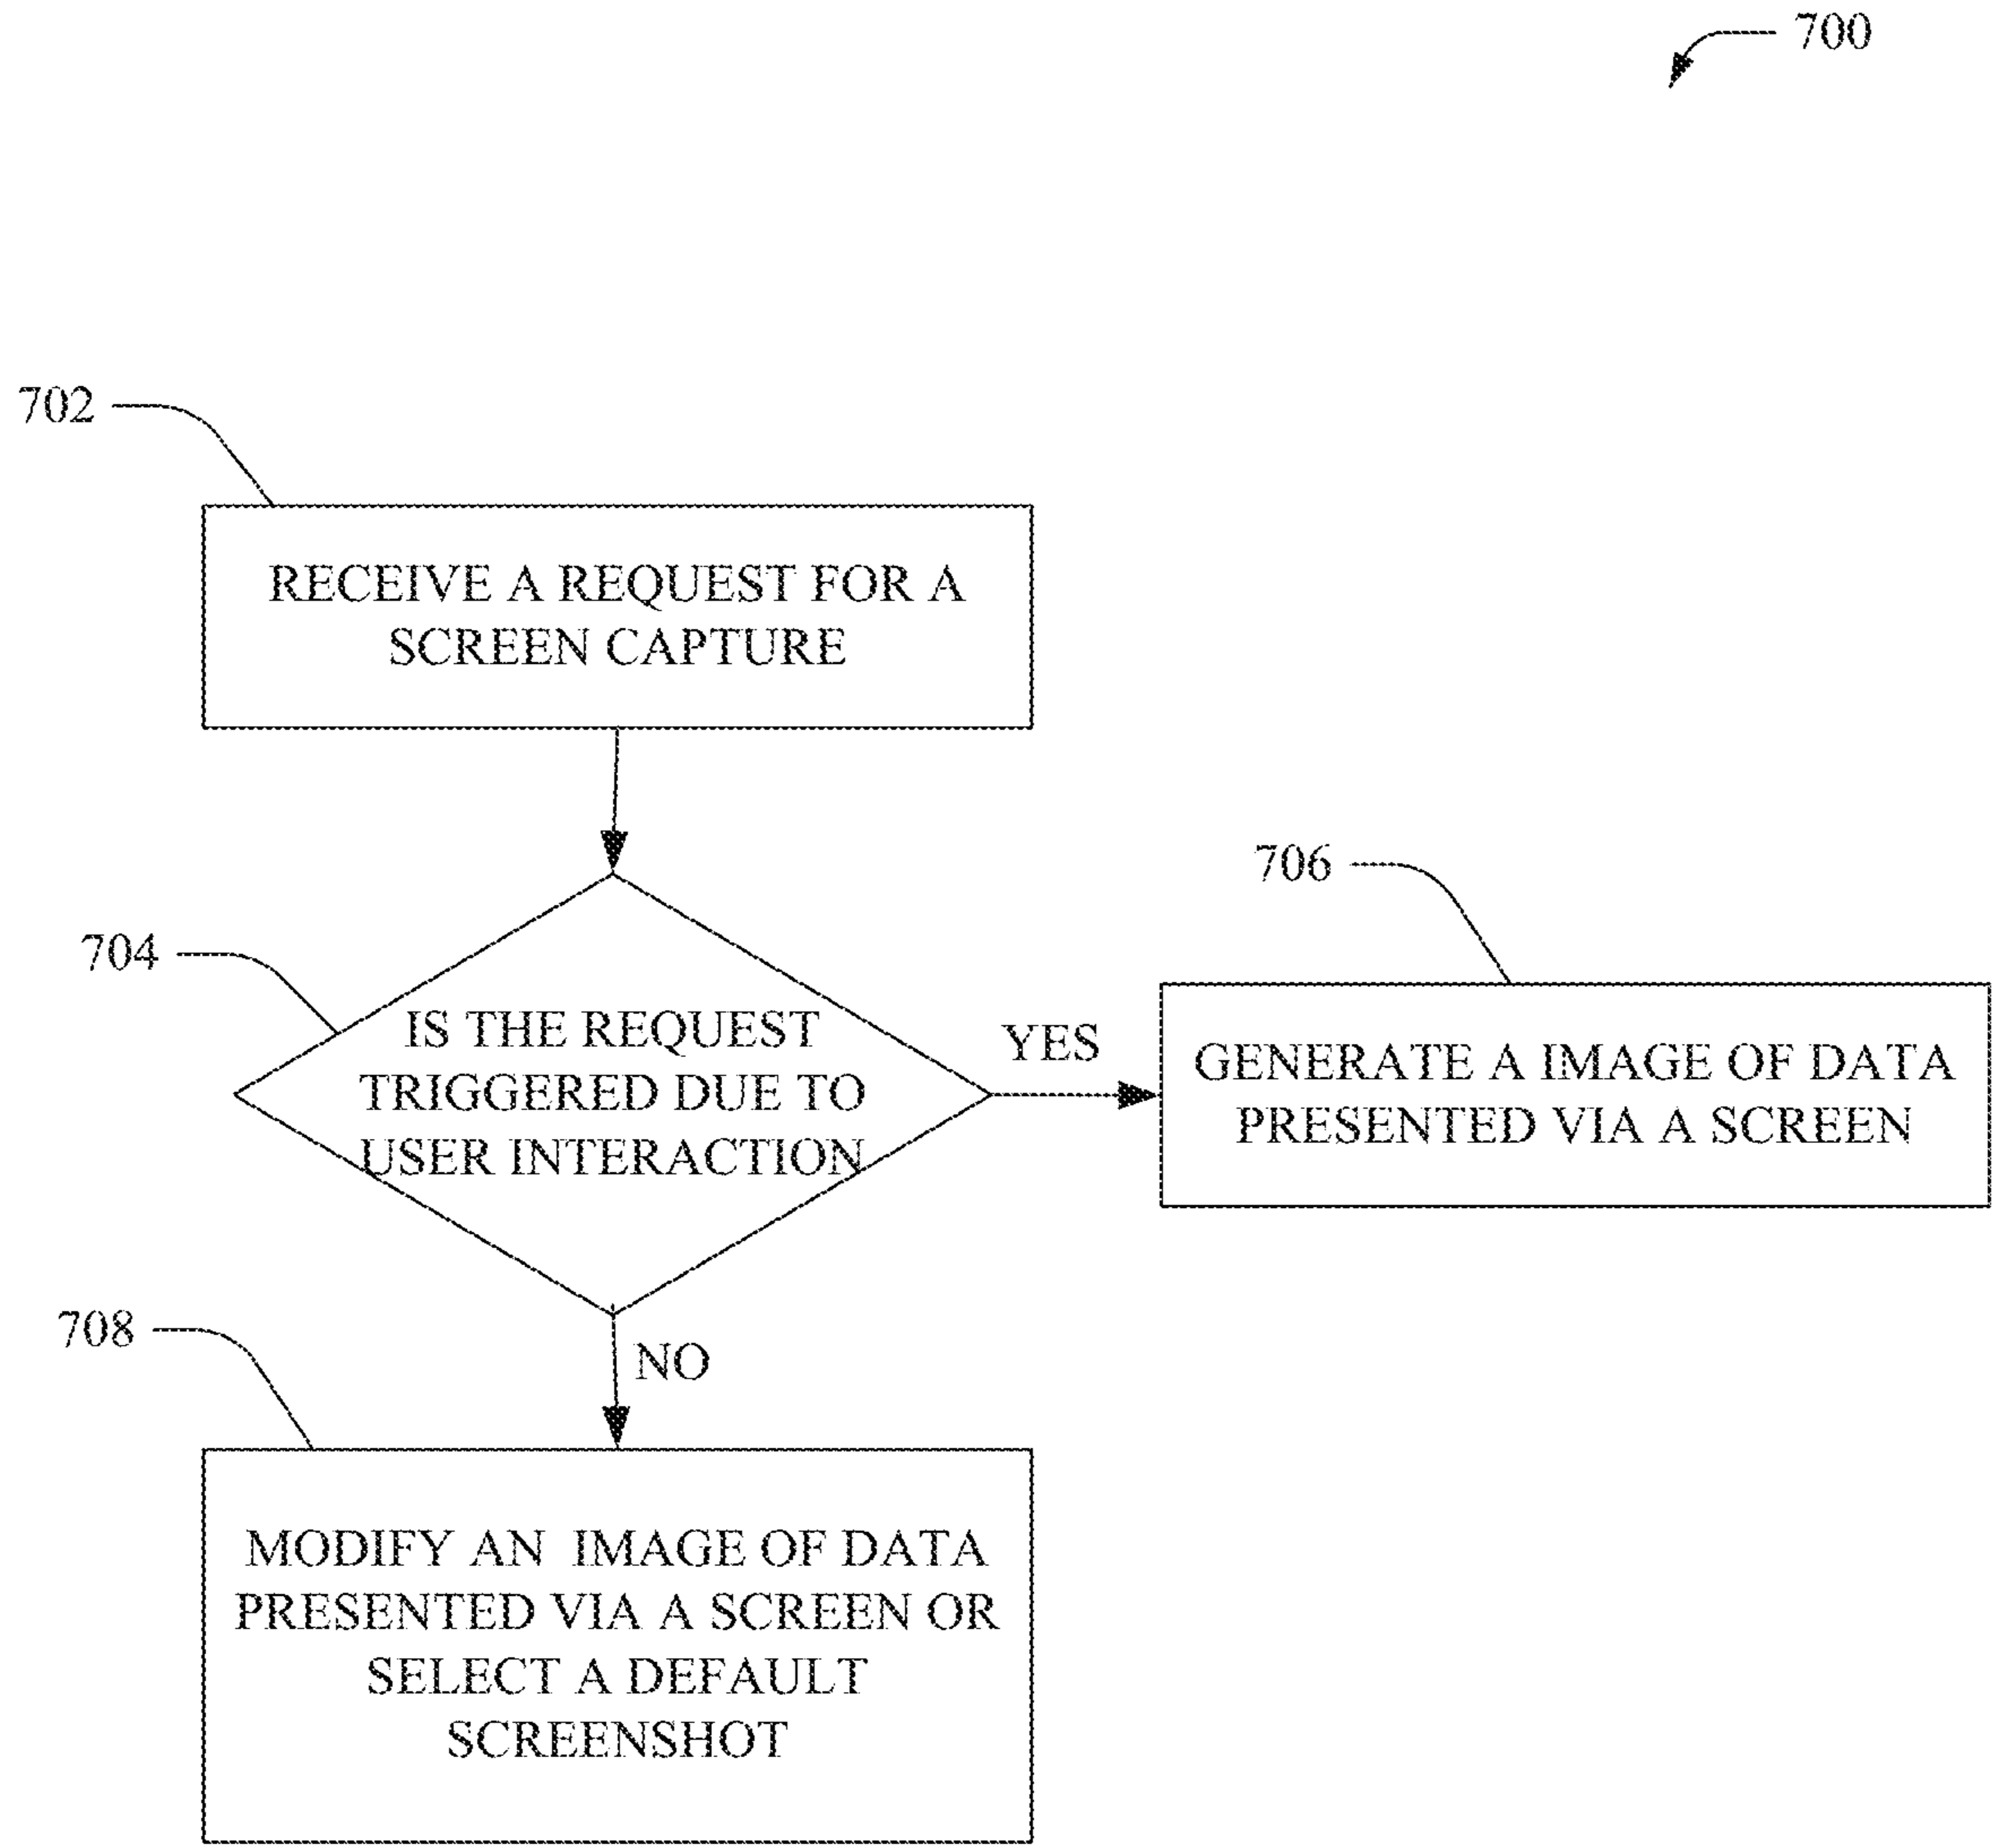 700
702
RECEIVE A REQUEST FOR A
SCREEN CAPTURE
704
IS THE REQUEST
TRIGGERED DUE TO
USER INTERACTION
YES
706
GENERATE A IMAGE OF DATA
PRESENTED VIA A SCREEN
NO
708
MODIFY AN IMAGE OF DATA
PRESENTED VIA A SCREEN OR
SELECT A DEFAULT
SCREENSHOT